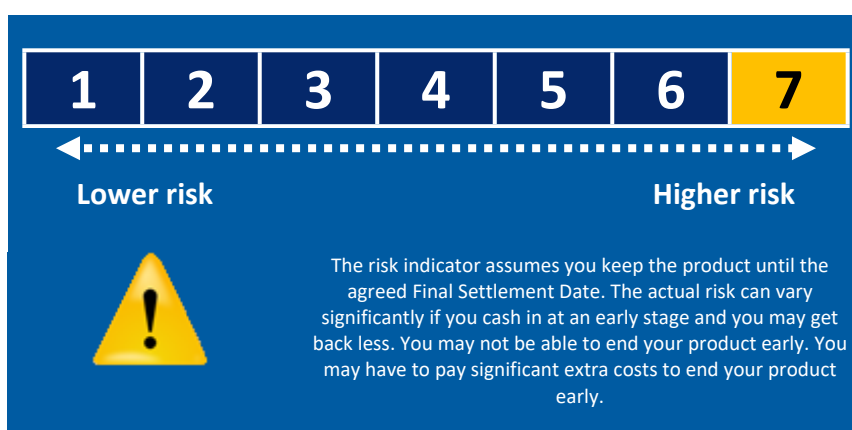 1 2 3 4 5 6 7
Lower risk Higher risk
The risk indicator assumes you keep the product until the
agreed Final Settlement Date. The actual risk can vary
significantly if you cash in at an early stage and you may get
back less. You may not be able to end your product early. You
may have to pay significant extra costs to end your product
early.